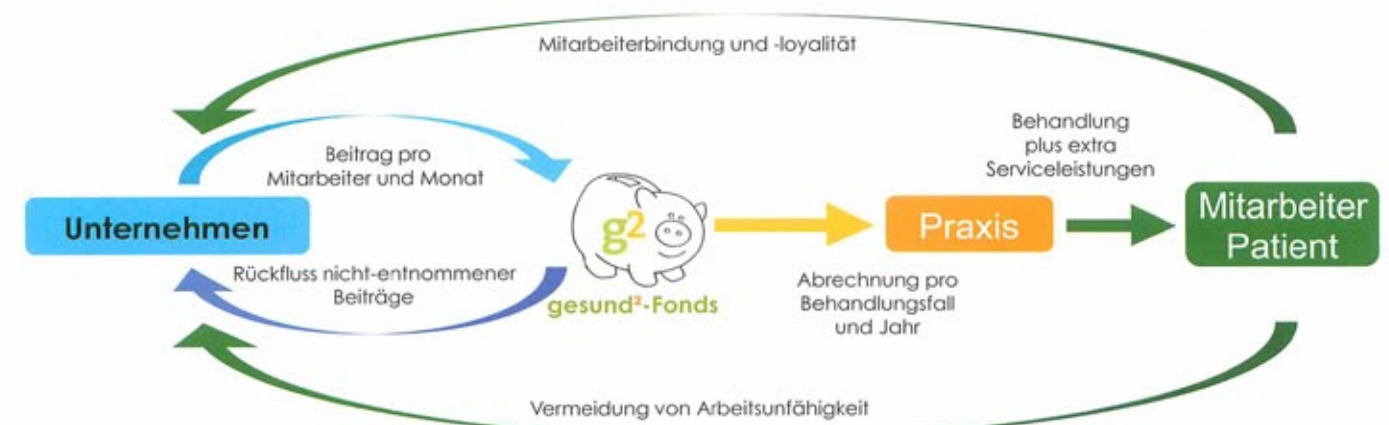 Mitarbeiterbindung und -loyalität
Beitrag pro
Mitarbeiter und Monat
Behandlung
plus extra
Serviceleistungen
Unternehmen
g2
Praxis
Mitarbeiter
Patient
Rückfluss nicht-entnommener
Beiträge
gesund²-Fonds
Abrechnung pro
Behandlungsfall
und Jahr
Vermeidung von Arbeitsunfähigkeit